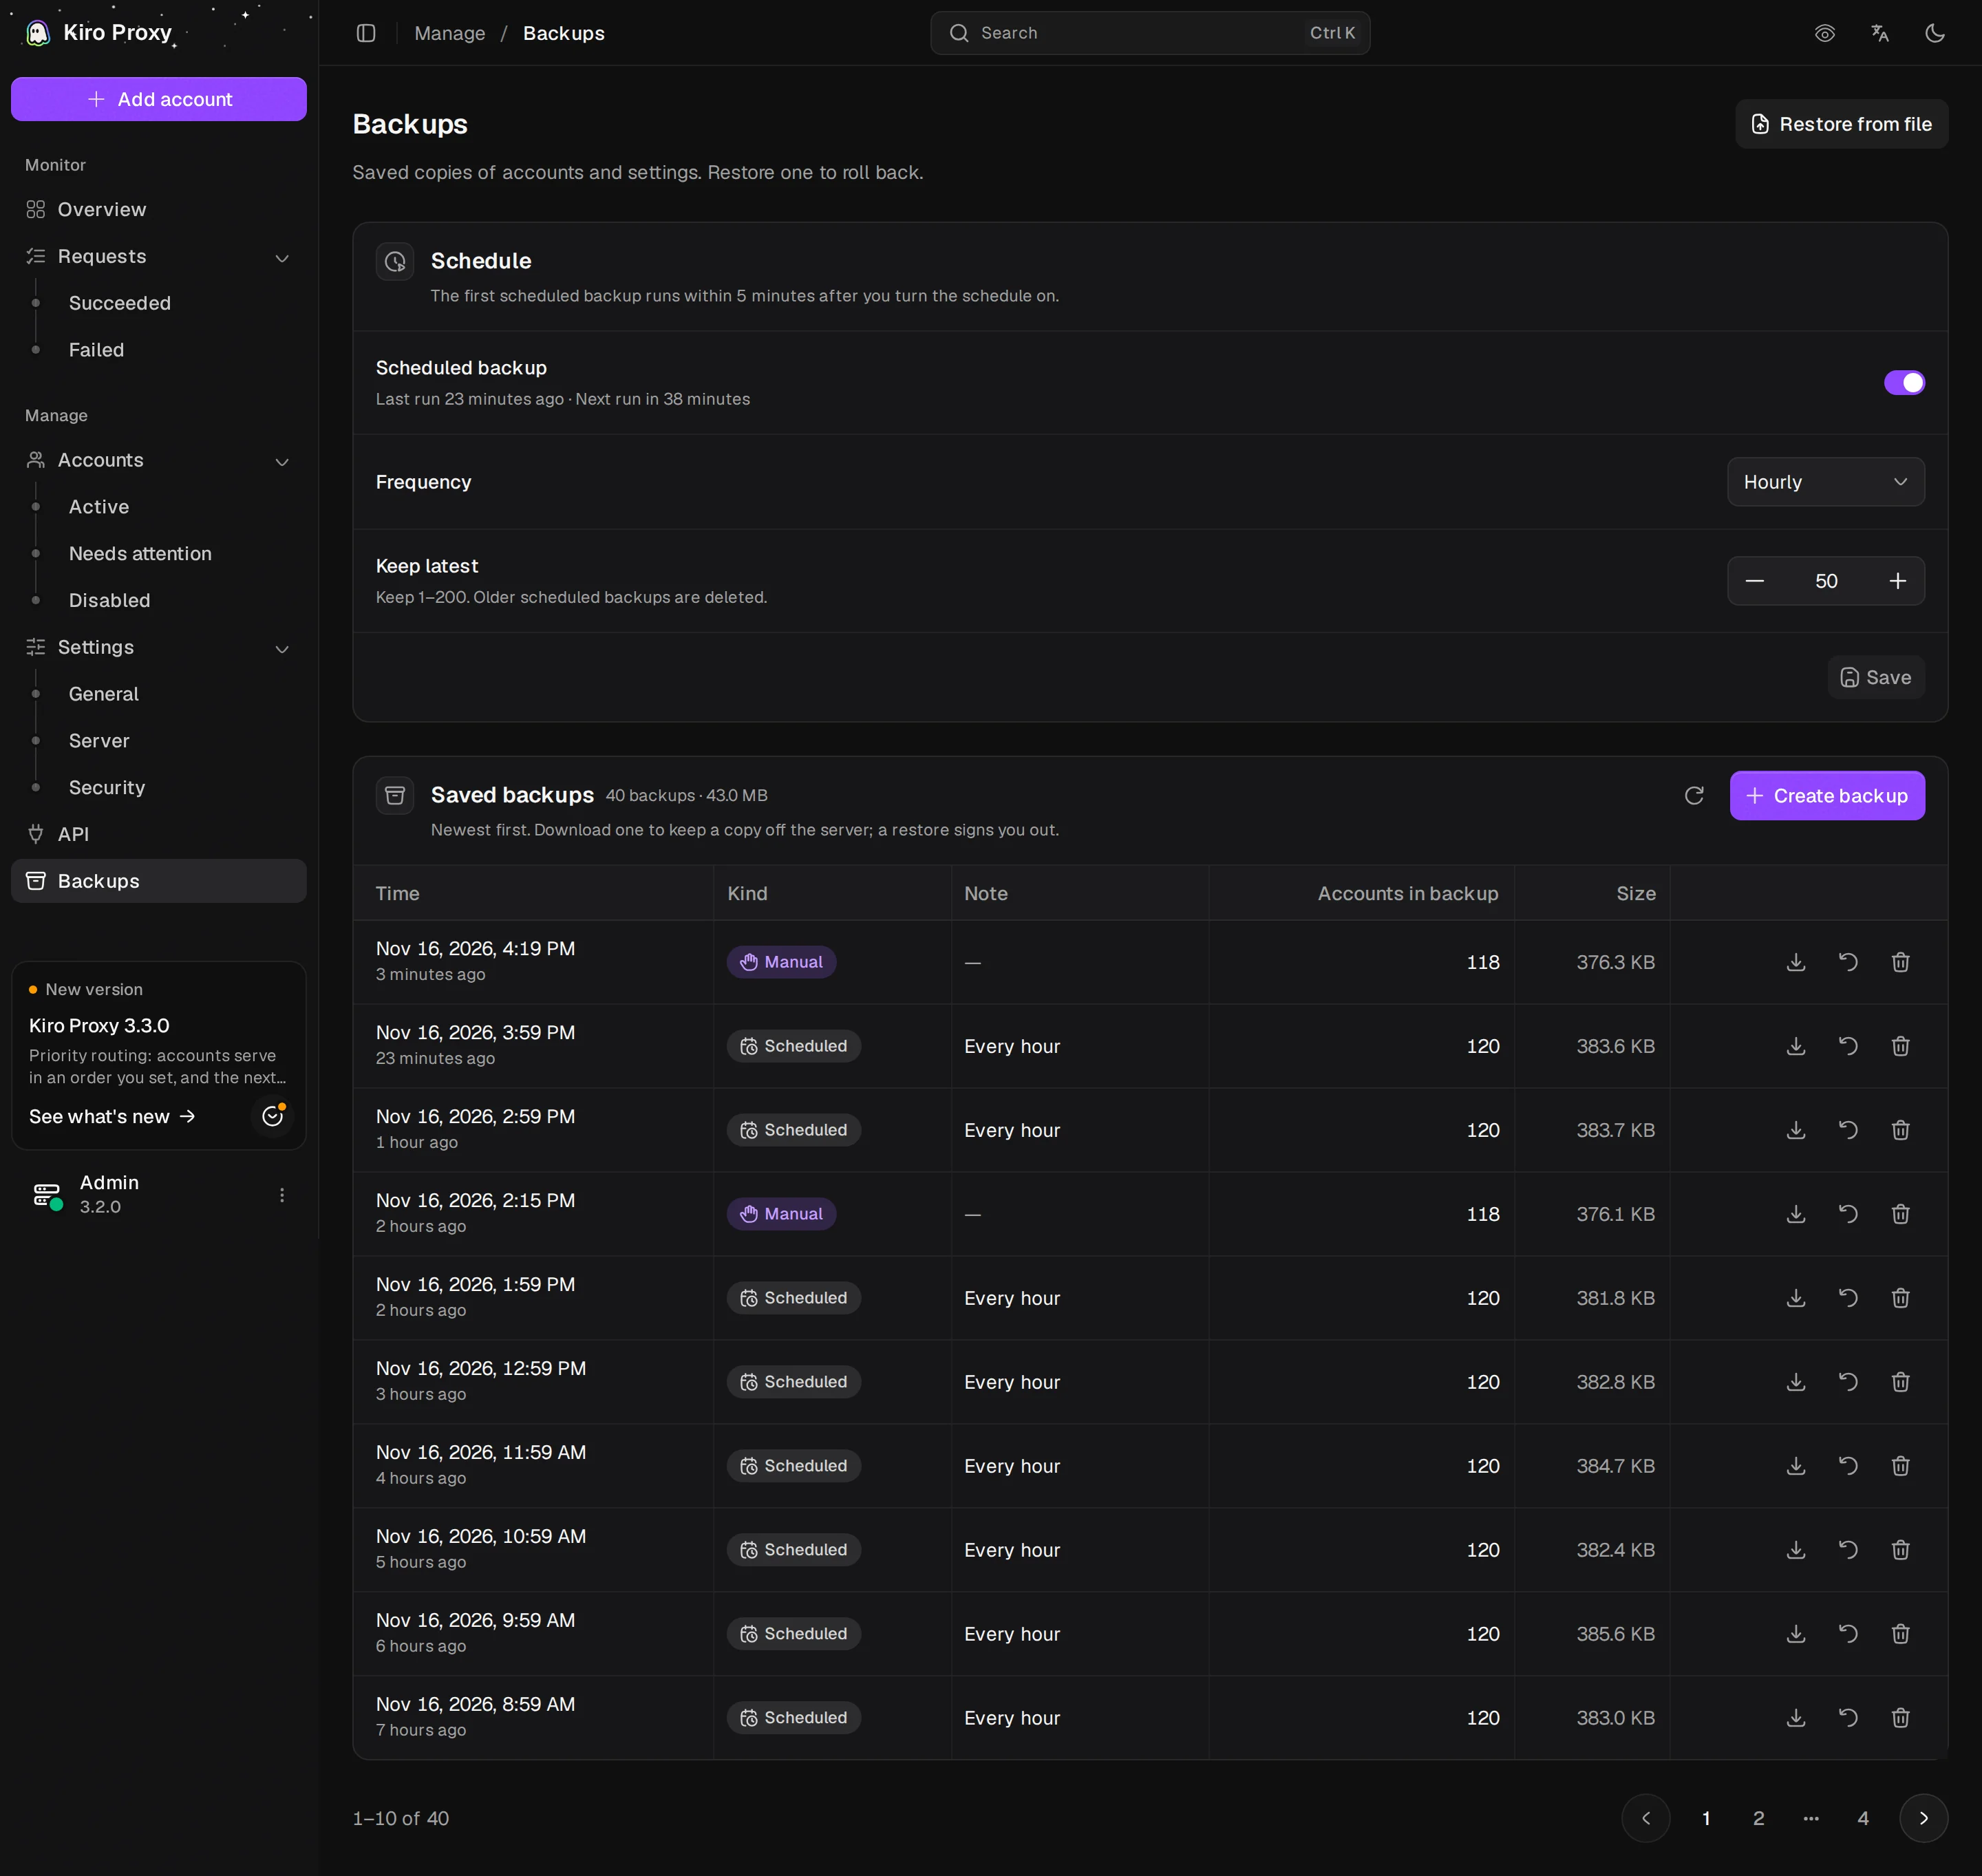 Kiro Proxy
Add account
Monitor
Overview
Requests
Succeeded
Failed
Manage
Accounts
Active
Needs attention
Disabled
Settings
General
Server
Security
API
Backups
New version
Kiro Proxy 3.3.0
Priority routing: accounts serve
in an order you set, and the next…
See what's new →
Admin
3.2.0
Manage / Backups
Search Ctrl K
Backups
Restore from file
Saved copies of accounts and settings. Restore one to roll back.
Schedule
The first scheduled backup runs within 5 minutes after you turn the schedule on.
Scheduled backup
Last run 23 minutes ago · Next run in 38 minutes
Frequency
Hourly
Keep latest
Keep 1–200. Older scheduled backups are deleted.
50
Save
Saved backups 40 backups · 43.0 MB
Create backup
Newest first. Download one to keep a copy off the server; a restore signs you out.
Time Kind Note Accounts in backup Size
Nov 16, 2026, 4:19 PM
3 minutes ago
Manual — 118 376.3 KB
Nov 16, 2026, 3:59 PM
23 minutes ago
Scheduled Every hour 120 383.6 KB
Nov 16, 2026, 2:59 PM
1 hour ago
Scheduled Every hour 120 383.7 KB
Nov 16, 2026, 2:15 PM
2 hours ago
Manual — 118 376.1 KB
Nov 16, 2026, 1:59 PM
2 hours ago
Scheduled Every hour 120 381.8 KB
Nov 16, 2026, 12:59 PM
3 hours ago
Scheduled Every hour 120 382.8 KB
Nov 16, 2026, 11:59 AM
4 hours ago
Scheduled Every hour 120 384.7 KB
Nov 16, 2026, 10:59 AM
5 hours ago
Scheduled Every hour 120 382.4 KB
Nov 16, 2026, 9:59 AM
6 hours ago
Scheduled Every hour 120 385.6 KB
Nov 16, 2026, 8:59 AM
7 hours ago
Scheduled Every hour 120 383.0 KB
1–10 of 40
1 2 ··· 4